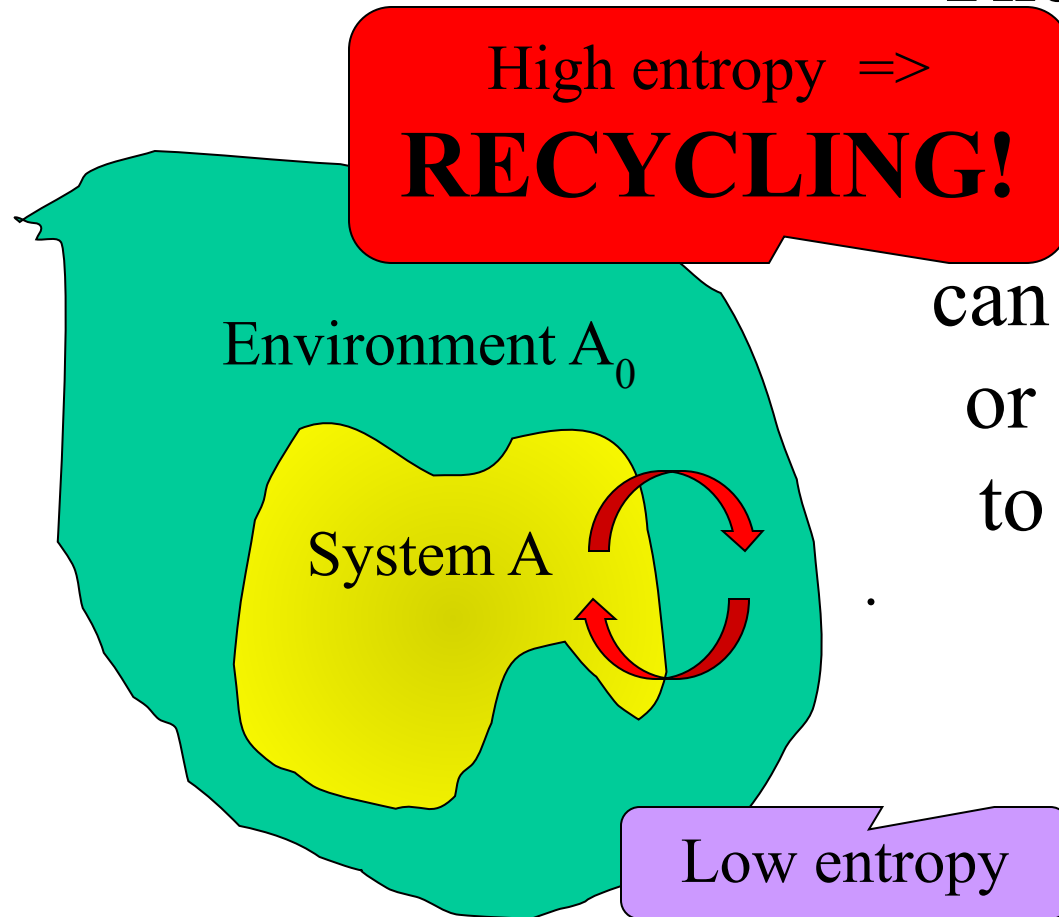 High entropy =>
RECYCLING!
can
Environment A₀
or
to
System A
.
Low entropy